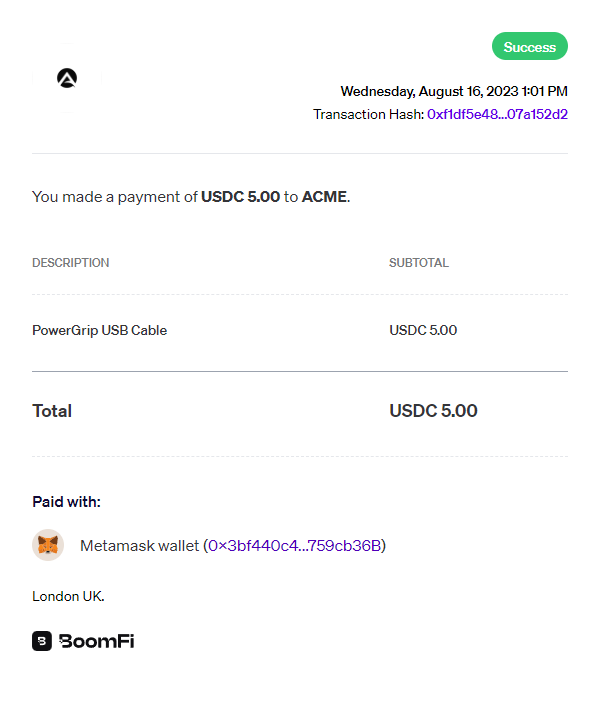 Success
Wednesday, August 16, 2023 1:01 PM
Transaction Hash: 0xf1df5e48...07a152d2
You made a payment of USDC 5.00 to ACME.
DESCRIPTION SUBTOTAL
PowerGrip USB Cable USDC 5.00
Total USDC 5.00
Paid with:
Metamask wallet (0x3bf440c4...759cb36B)
London UK.
B BoomFi